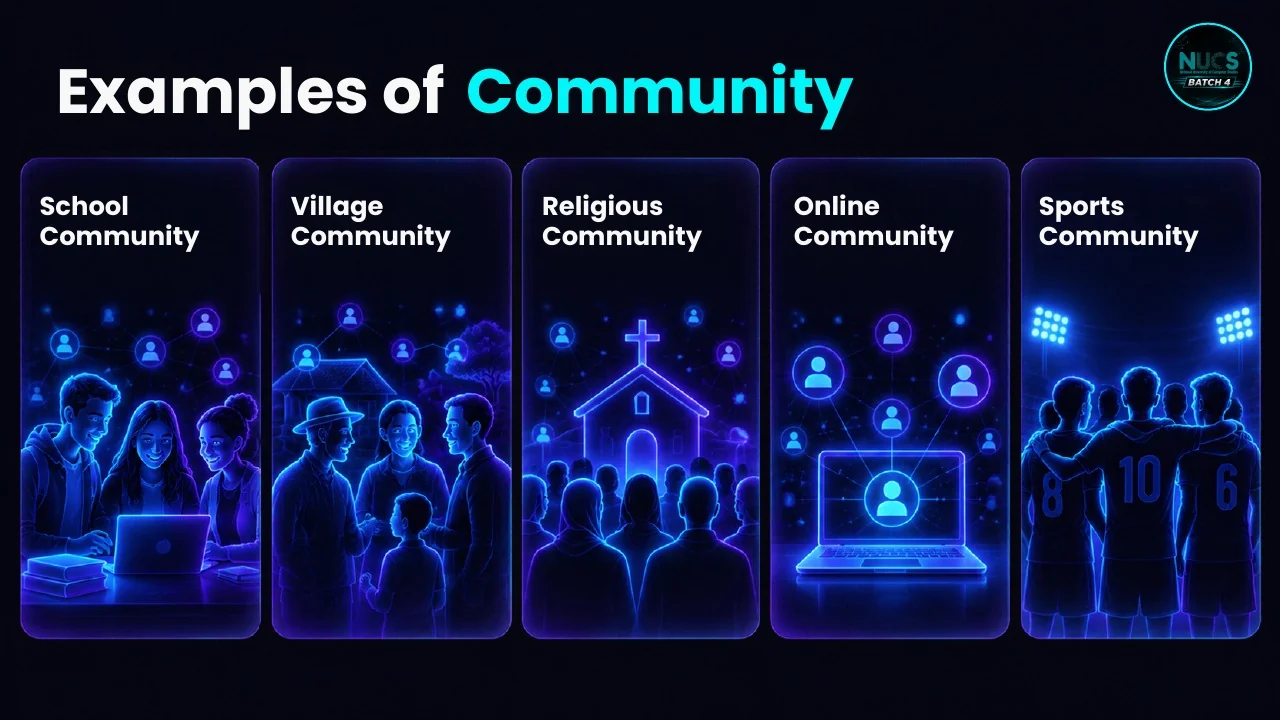 Examples of Community
NUCS
BATCH 4
School
Community
Village
Community
Religious
Community
Online
Community
Sports
Community
8
10
6